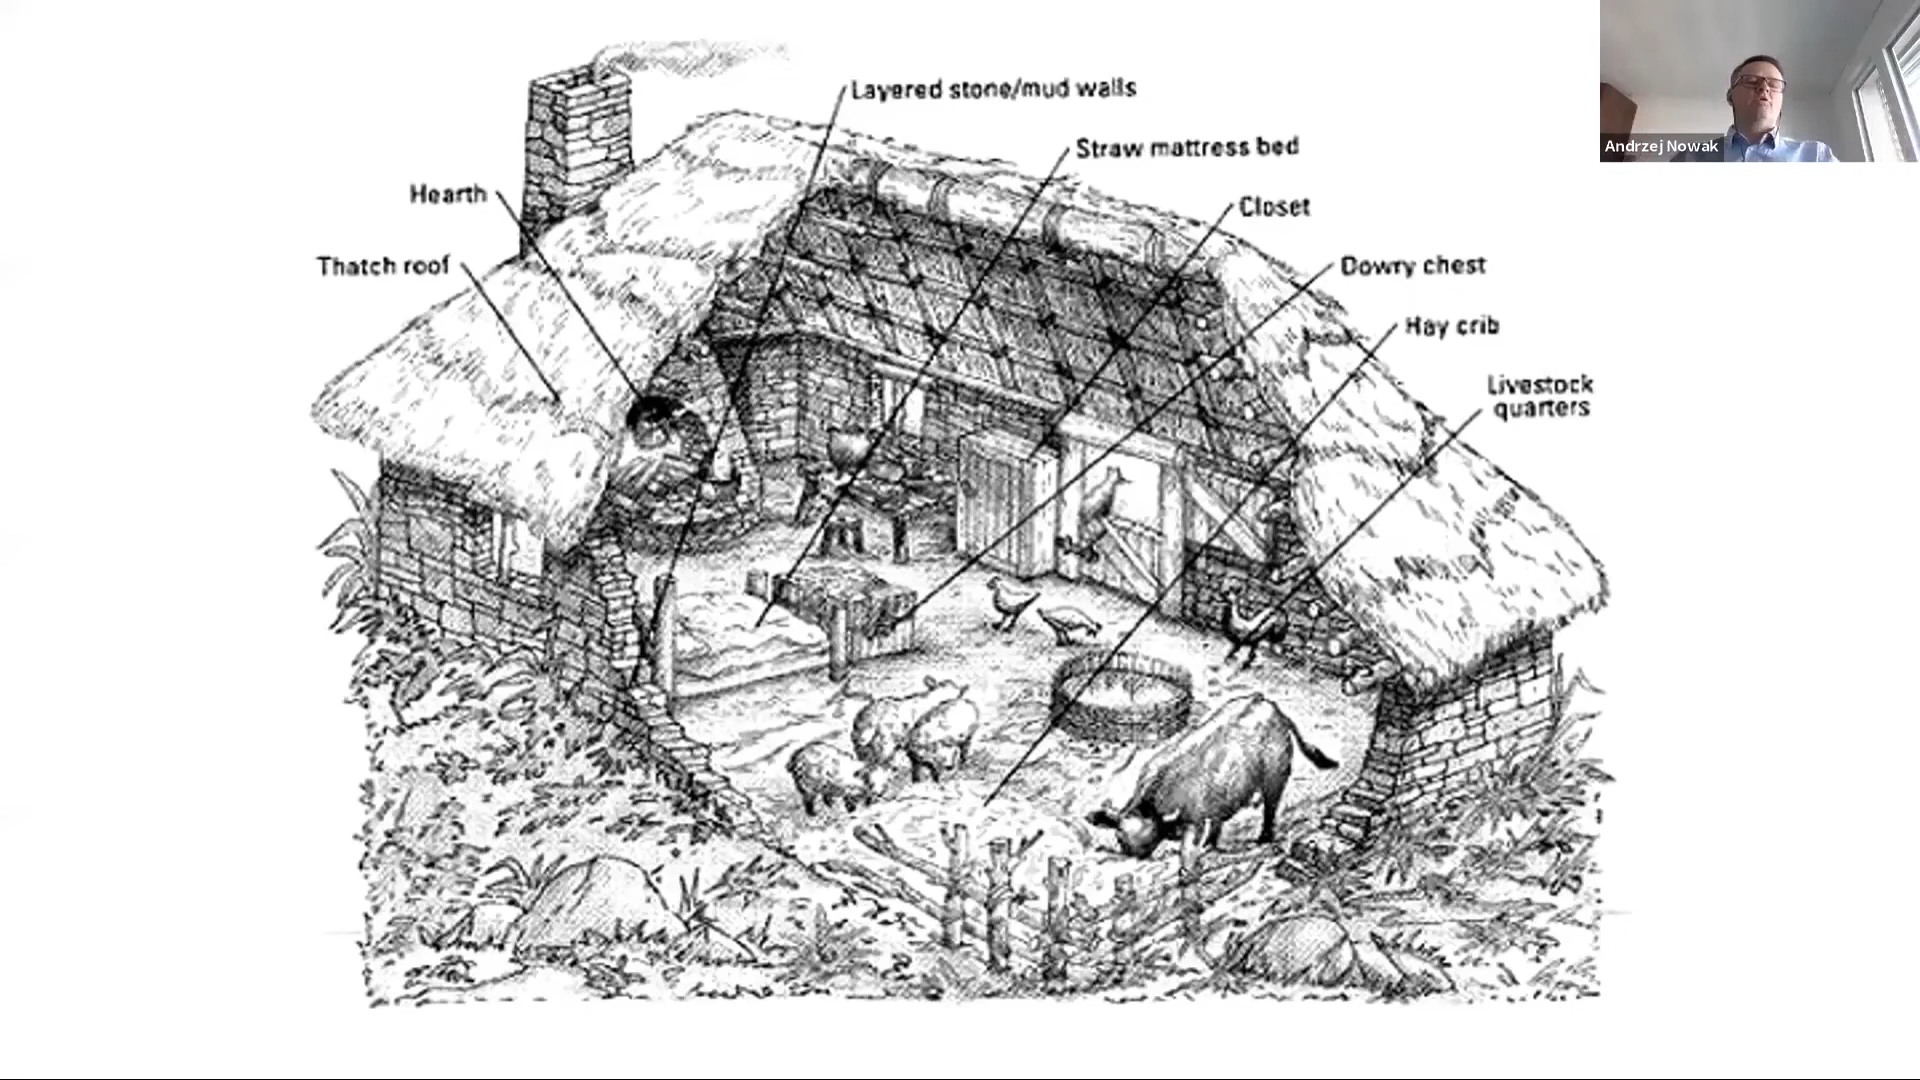 Layered stone/mud walls
Straw mattress bed
Hearth
Closet
Thatch roof
Dowry chest
Hay crib
Livestock
quarters
Andrzej Nowak